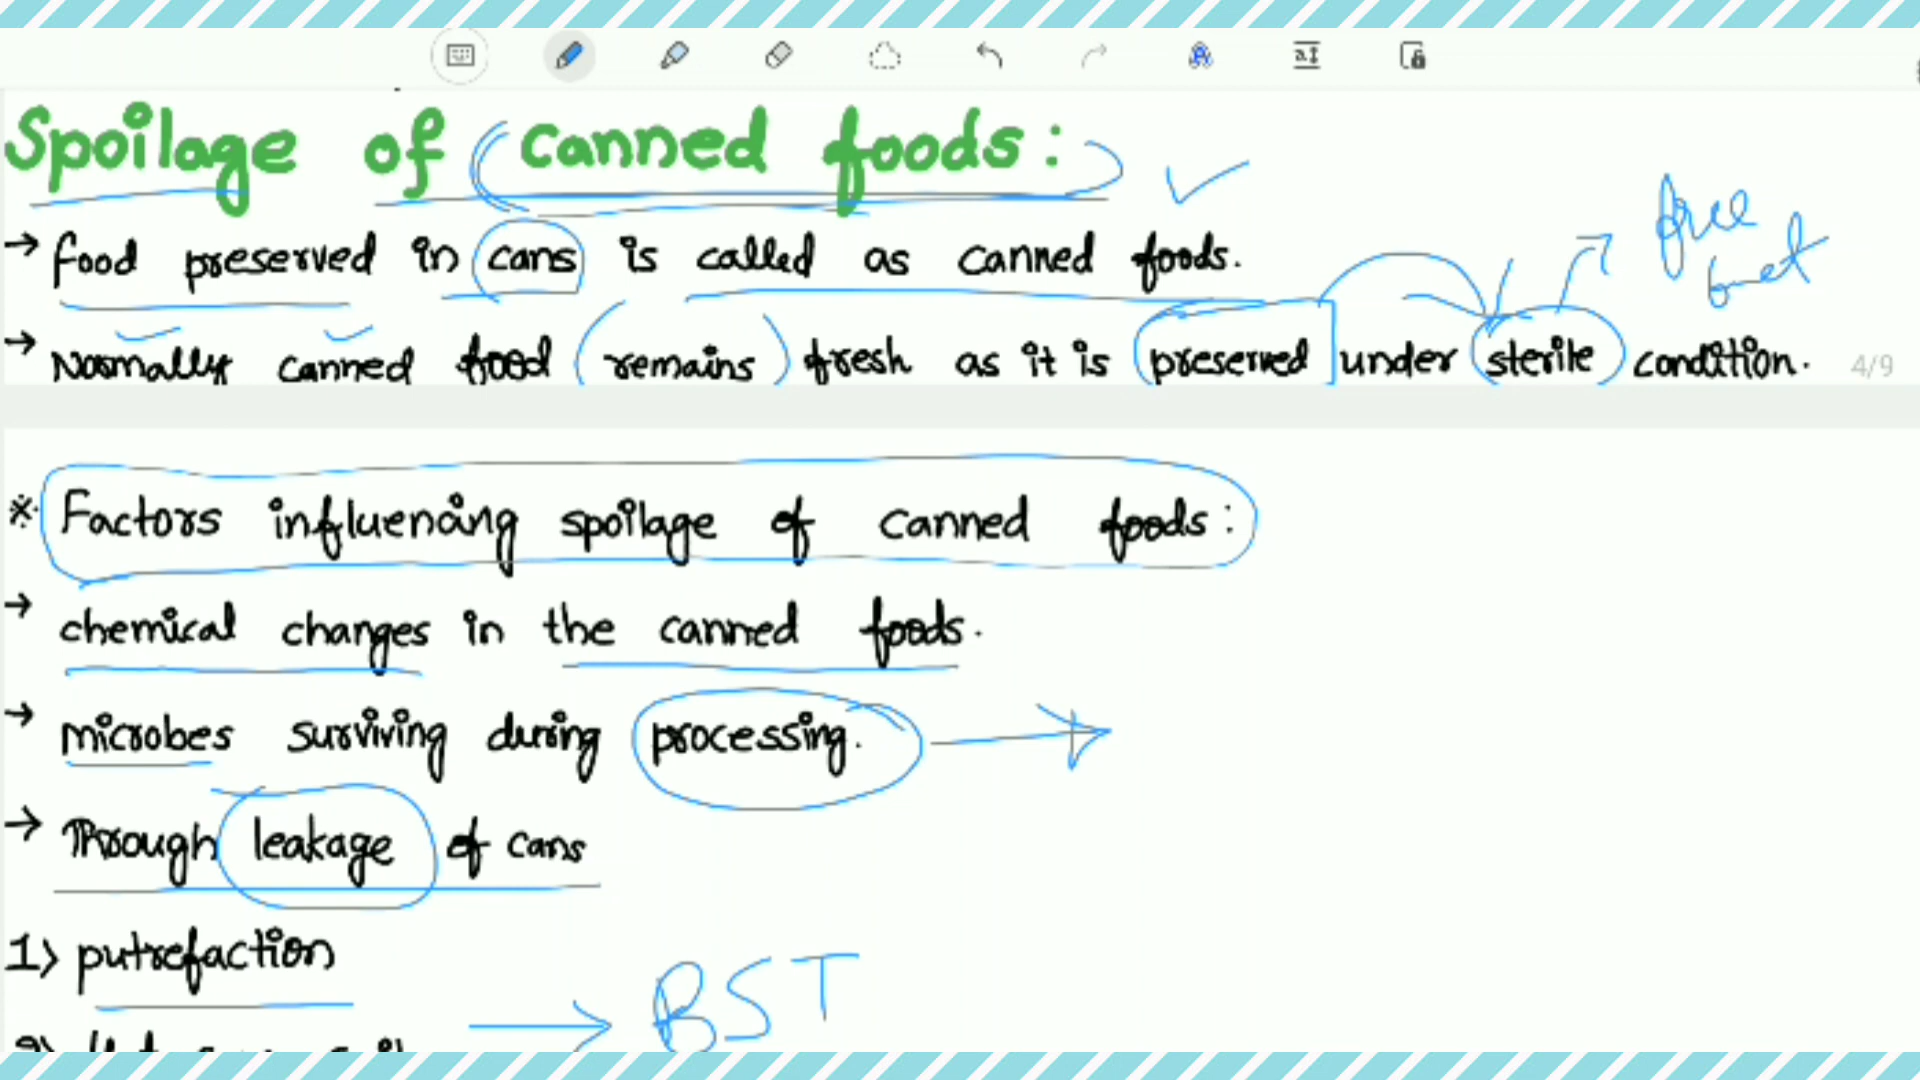 Spoilage of canned foods:
→ food preserved in cans is called as canned foods.
free
→ Normally canned food remains fresh as it is preserved under sterile condition.
4/9
※ Factors influencing spoilage of canned foods:
→ chemical changes in the canned foods.
→ microbes surviving during processing.
→ Through leakage of cans
1) putrefaction
→ BST